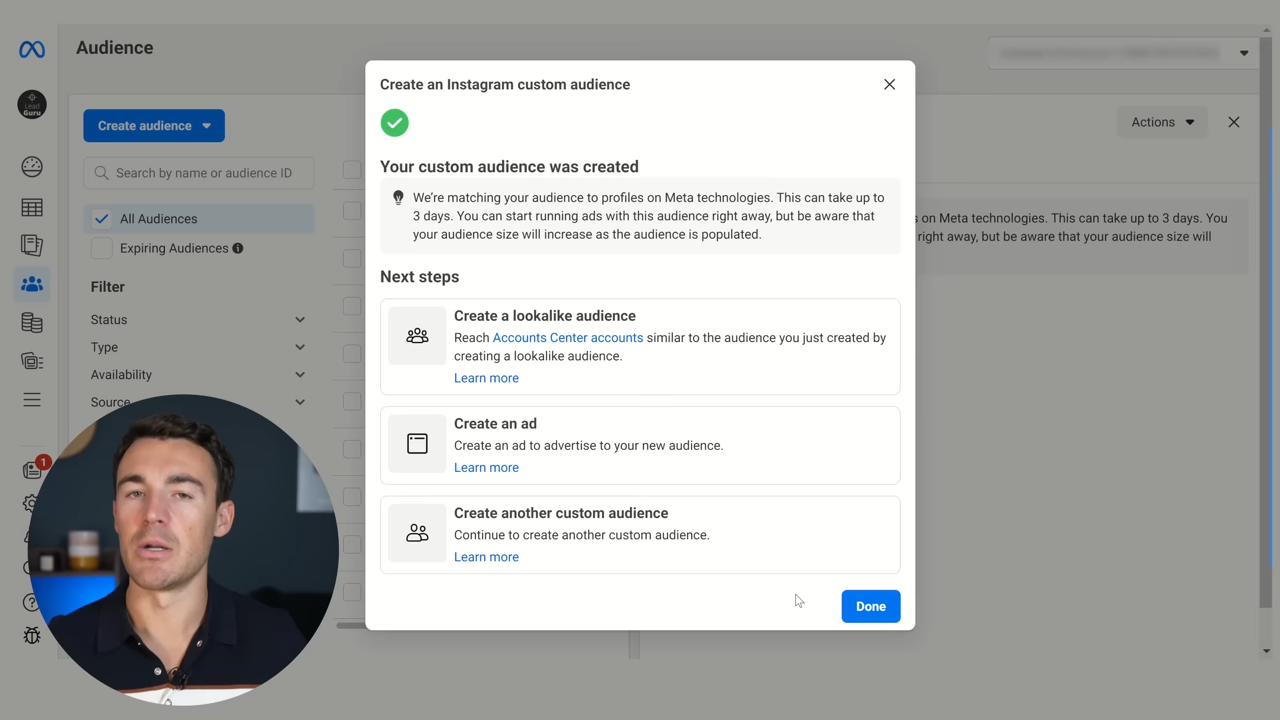 Audience
Lead
Guru
Create audience
Search by name or audience ID
All Audiences
Expiring Audiences
Filter
Status
Type
Availability
Source
1
Actions
s on Meta technologies. This can take up to 3 days. You
right away, but be aware that your audience size will
Create an Instagram custom audience
Your custom audience was created
We're matching your audience to profiles on Meta technologies. This can take up to
3 days. You can start running ads with this audience right away, but be aware that
your audience size will increase as the audience is populated.
Next steps
Create a lookalike audience
Reach Accounts Center accounts similar to the audience you just created by
creating a lookalike audience.
Learn more
Create an ad
Create an ad to advertise to your new audience.
Learn more
Create another custom audience
Continue to create another custom audience.
Learn more
Done